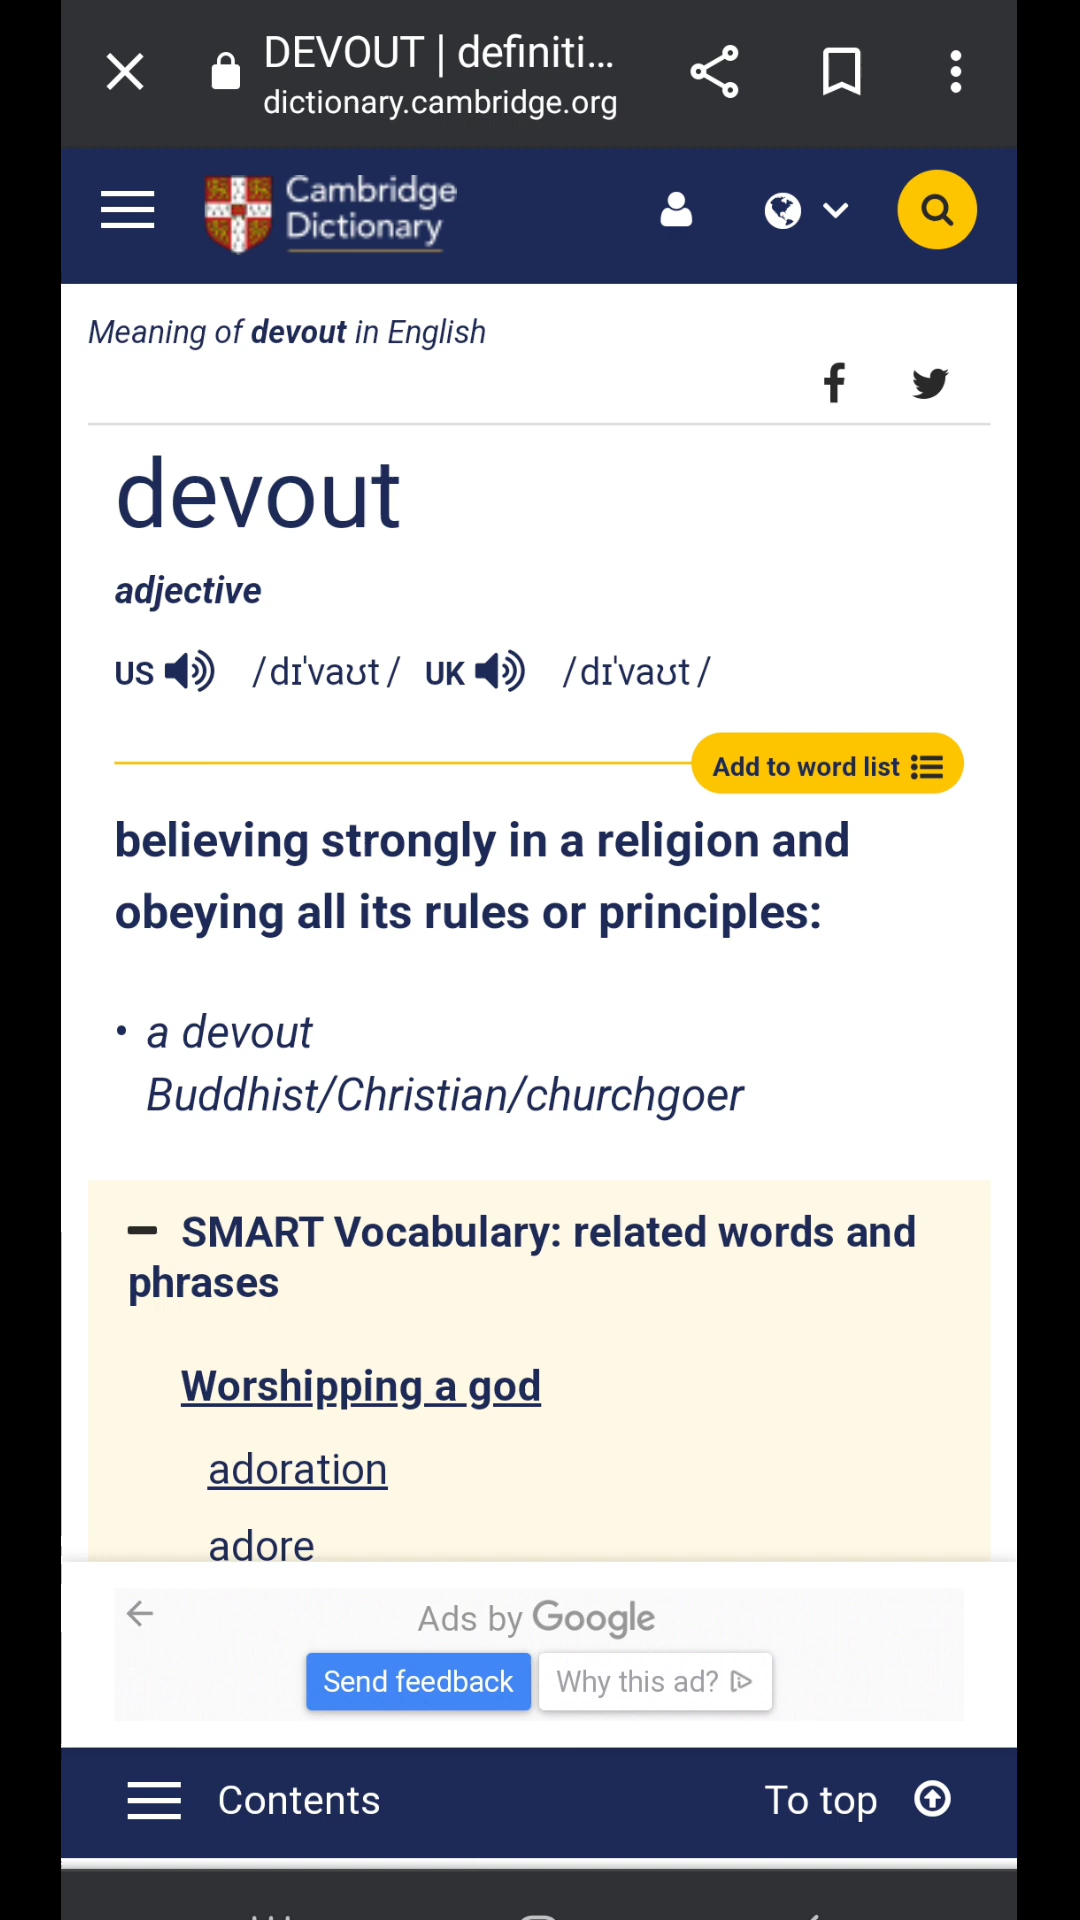 DEVOUT | definiti...
dictionary.cambridge.org
Cambridge
Dictionary
Meaning of devout in English
devout
adjective
US /dɪˈvaʊt/ UK /dɪˈvaʊt/
Add to word list
believing strongly in a religion and
obeying all its rules or principles:
• a devout
Buddhist/Christian/churchgoer
SMART Vocabulary: related words and
phrases
Worshipping a god
adoration
adore
Ads by Google
Send feedback
Why this ad?
Contents
To top